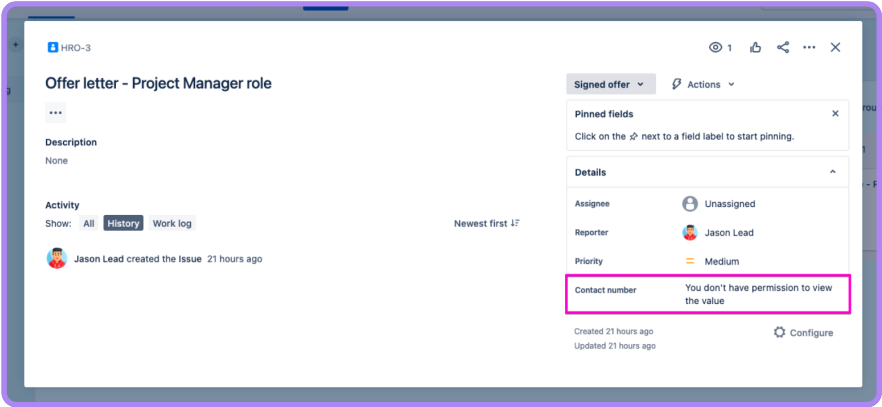 HRO-3
1
Offer letter - Project Manager role
Signed offer
Actions
Pinned fields
Click on the next to a field label to start pinning.
Description
None
Details
Assignee
Unassigned
Activity
Show: All History Work log
Newest first
Reporter
Jason Lead
Jason Lead created the Issue 21 hours ago
Priority
Medium
Contact number
You don't have permission to view
the value
Created 21 hours ago
Updated 21 hours ago
Configure